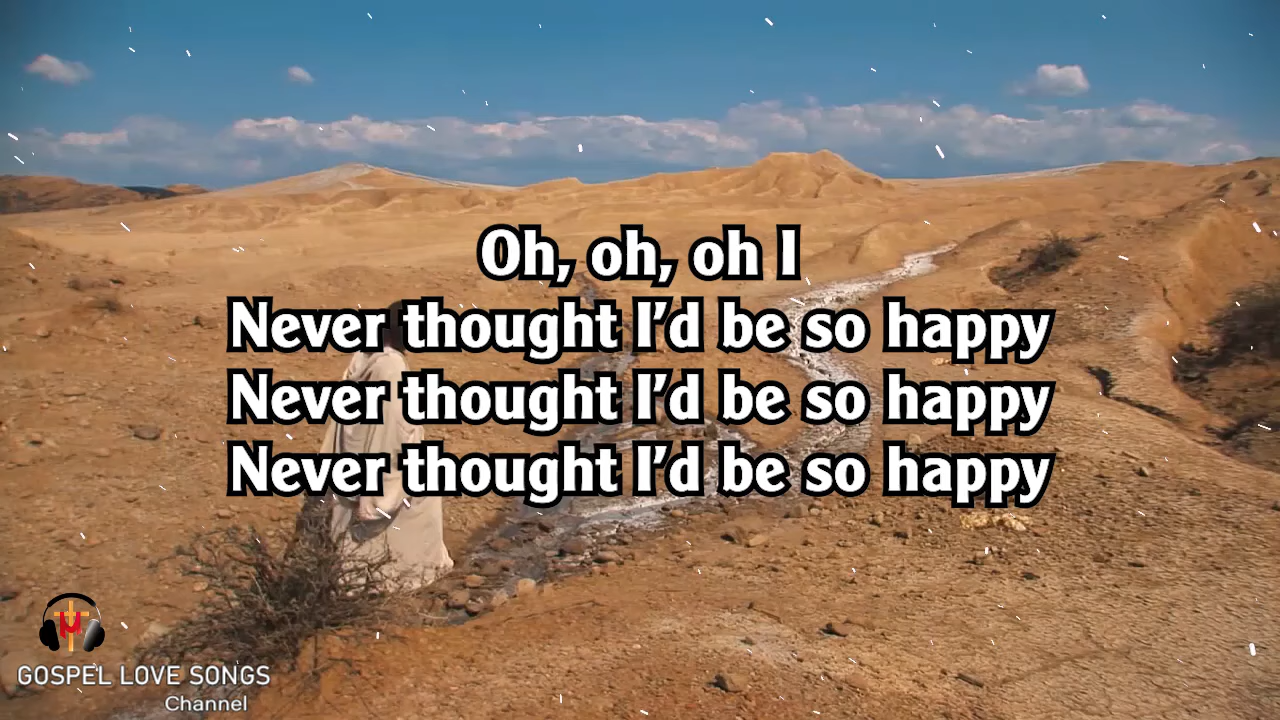 Oh, oh, oh I
Never thought I'd be so happy
Never thought I'd be so happy
Never thought I'd be so happy
GOSPEL LOVE SONGS
Channel